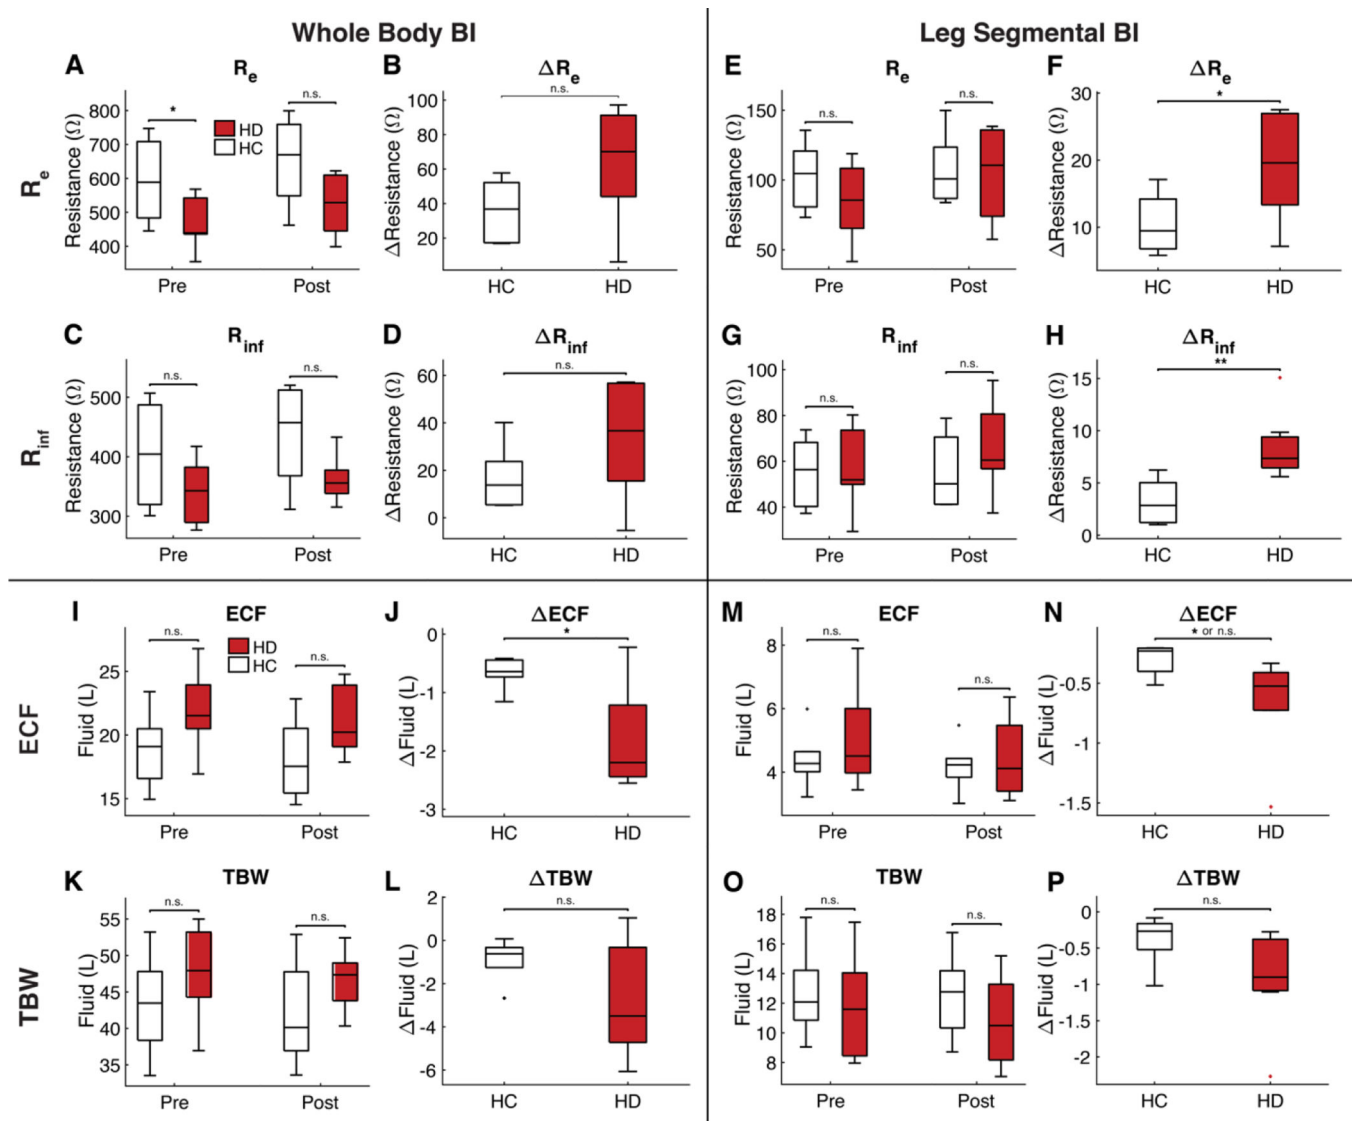 Whole Body BI
Leg Segmental BI
A
Re
B
ΔRe
E
Re
F
ΔRe
Re
Resistance (Ω)
800
700
600
500
400
*
n.s.
HD
HC
Pre
Post
ΔResistance (Ω)
100
80
60
40
20
n.s.
HC
HD
Resistance (Ω)
150
100
50
n.s.
n.s.
Pre
Post
ΔResistance (Ω)
30
20
10
*
HC
HD
C
Rinf
D
ΔRinf
G
Rinf
H
ΔRinf
Rinf
Resistance (Ω)
500
400
300
n.s.
n.s.
Pre
Post
ΔResistance (Ω)
60
40
20
0
n.s.
HC
HD
Resistance (Ω)
100
80
60
40
n.s.
n.s.
Pre
Post
ΔResistance (Ω)
15
10
5
0
**
HC
HD
I
ECF
J
ΔECF
M
ECF
N
ΔECF
ECF
Fluid (L)
25
20
15
n.s.
n.s.
HD
HC
Pre
Post
ΔFluid (L)
0
-1
-2
-3
*
HC
HD
Fluid (L)
8
6
4
n.s.
n.s.
Pre
Post
ΔFluid (L)
-0.5
-1
-1.5
* or n.s.
HC
HD
K
TBW
L
ΔTBW
O
TBW
P
ΔTBW
TBW
Fluid (L)
55
50
45
40
35
n.s.
n.s.
Pre
Post
ΔFluid (L)
2
0
-2
-4
-6
n.s.
HC
HD
Fluid (L)
18
16
14
12
10
8
n.s.
n.s.
Pre
Post
ΔFluid (L)
0
-0.5
-1
-1.5
-2
n.s.
HC
HD